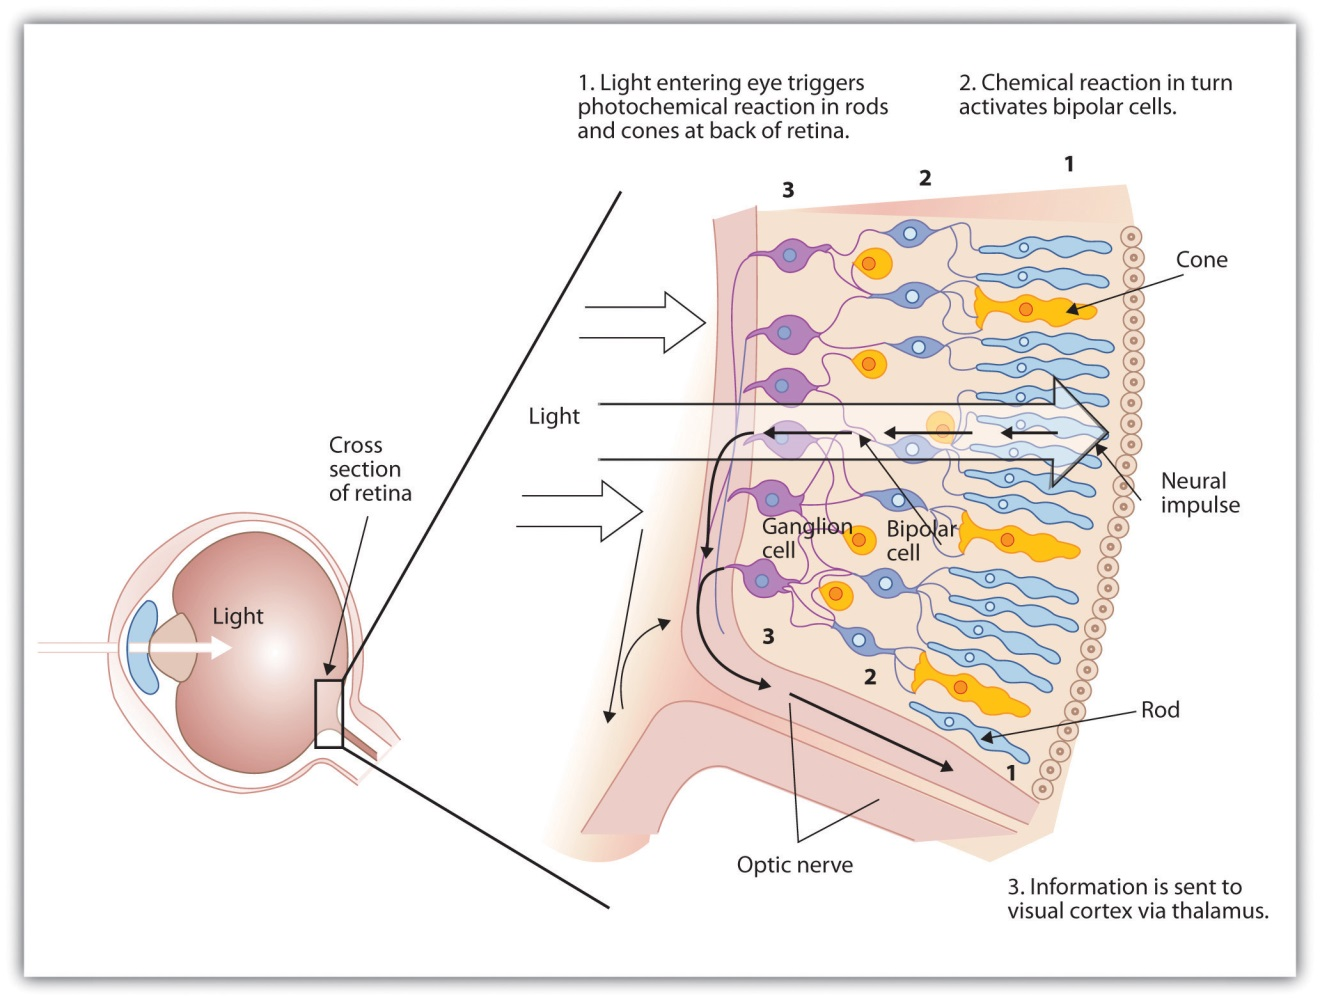 1. Light entering eye triggers
photochemical reaction in rods
and cones at back of retina.
2. Chemical reaction in turn
activates bipolar cells.
3
2
1
Cone
Light
Cross
section
of retina
Neural
impulse
Ganglion
cell
Bipolar
cell
Light
3
2
Rod
1
Optic nerve
3. Information is sent to
visual cortex via thalamus.